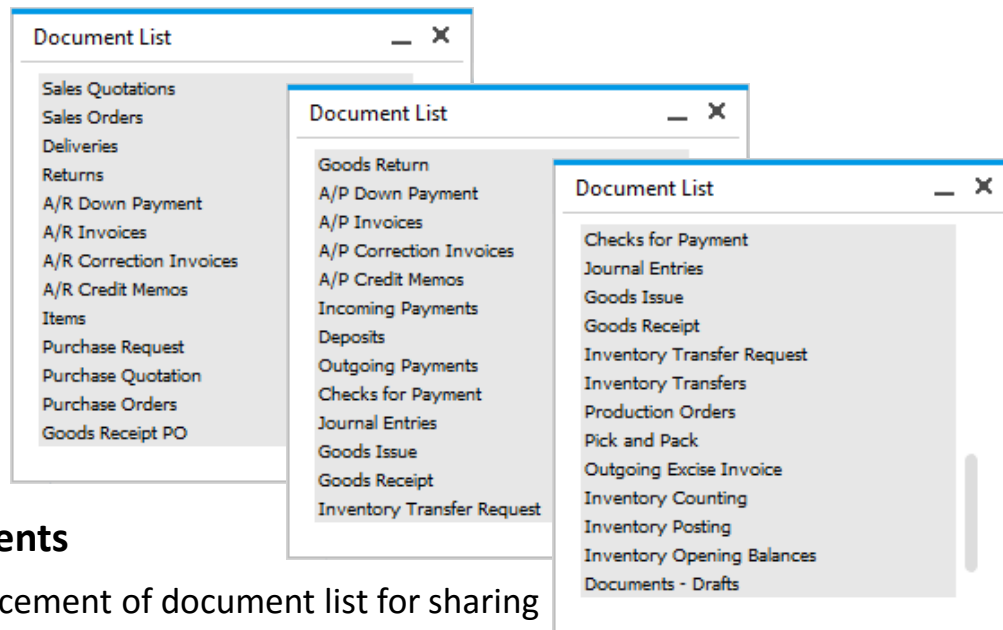 Document List
Sales Quotations
Sales Orders
Deliveries
Returns
A/R Down Payment
A/R Invoices
A/R Correction Invoices
A/R Credit Memos
Items
Purchase Request
Purchase Quotation
Purchase Orders
Goods Receipt PO
Document List
Goods Return
A/P Down Payment
A/P Invoices
A/P Correction Invoices
A/P Credit Memos
Incoming Payments
Deposits
Outgoing Payments
Checks for Payment
Journal Entries
Goods Issue
Goods Receipt
Inventory Transfer Request
Document List
Checks for Payment
Journal Entries
Goods Issue
Goods Receipt
Inventory Transfer Request
Inventory Transfers
Production Orders
Pick and Pack
Outgoing Excise Invoice
Inventory Counting
Inventory Posting
Inventory Opening Balances
Documents - Drafts
ents
cement of document list for sharing